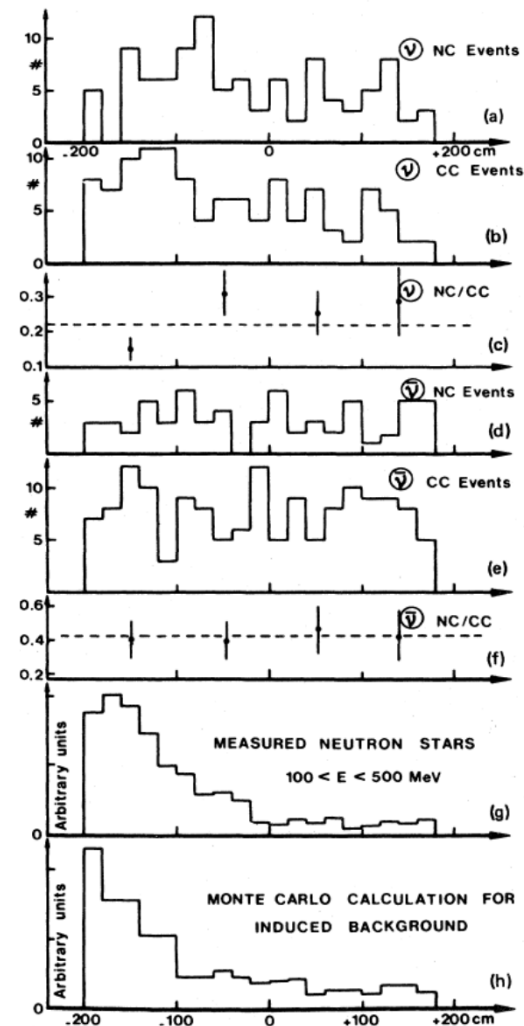 10
#
5
0
ν NC Events
(a)
-200 0 +200 cm
10
#
5
ν CC Events
(b)
0.3
0.2
0.1
ν NC/CC
(c)
5
#
ν̄ NC Events
(d)
10
#
5
ν̄ CC Events
(e)
0.6
0.4
0.2
ν̄ NC/CC
(f)
Arbitrary units
0
MEASURED NEUTRON STARS
100 < E < 500 MeV
(g)
Arbitrary units
0
MONTE CARLO CALCULATION FOR
INDUCED BACKGROUND
(h)
-200 -100 0 +100 +200 cm